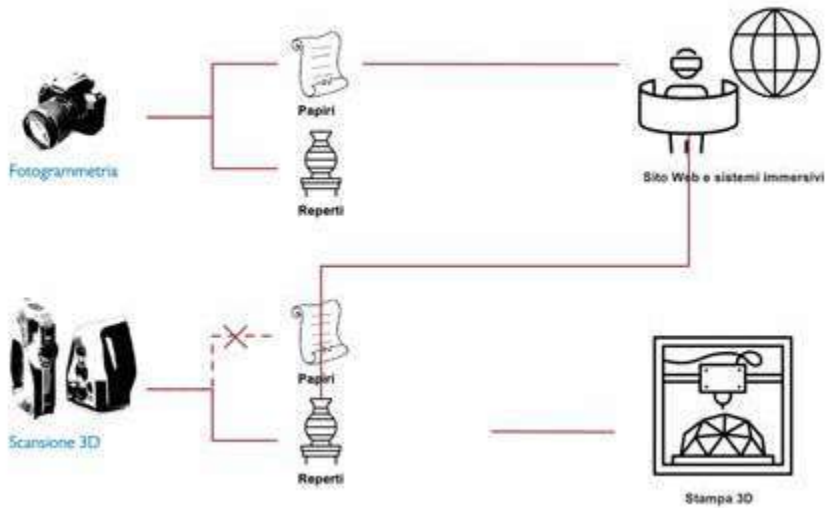 Papiri
Fotogrammetria
Reperti
Sito Web e sistemi immersivi
Papiri
Scansione 3D
Reperti
Stampa 3D